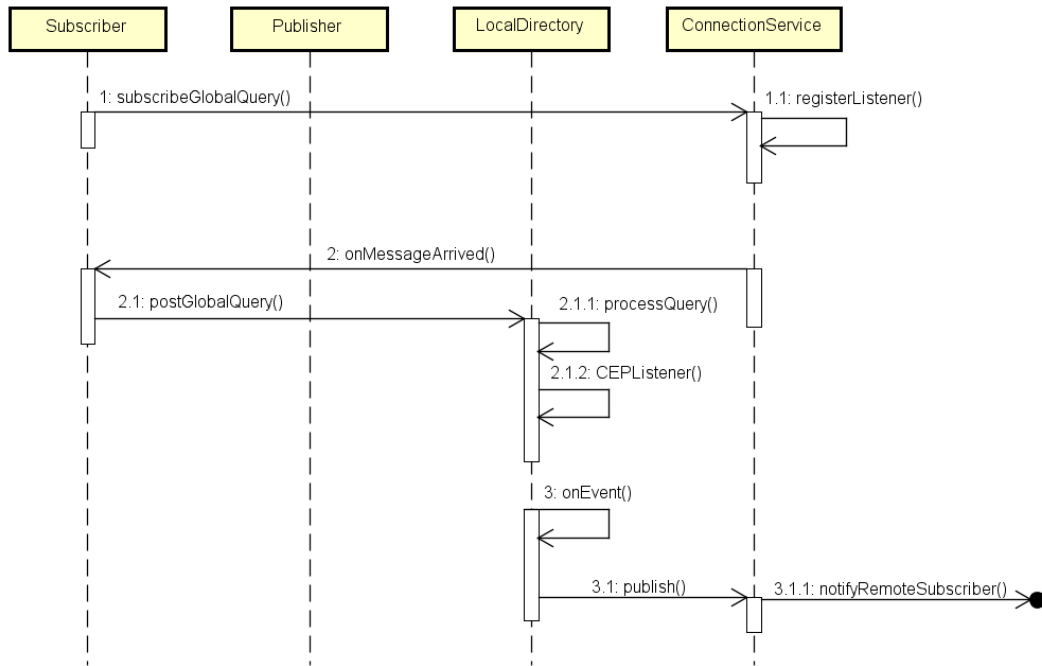 Subscriber
Publisher
LocalDirectory
ConnectionService
1: subscribeGlobalQuery()
1.1: registerListener()
2: onMessageArrived()
2.1: postGlobalQuery()
2.1.1: processQuery()
2.1.2: CEPListener()
3: onEvent()
3.1: publish()
3.1.1: notifyRemoteSubscriber()